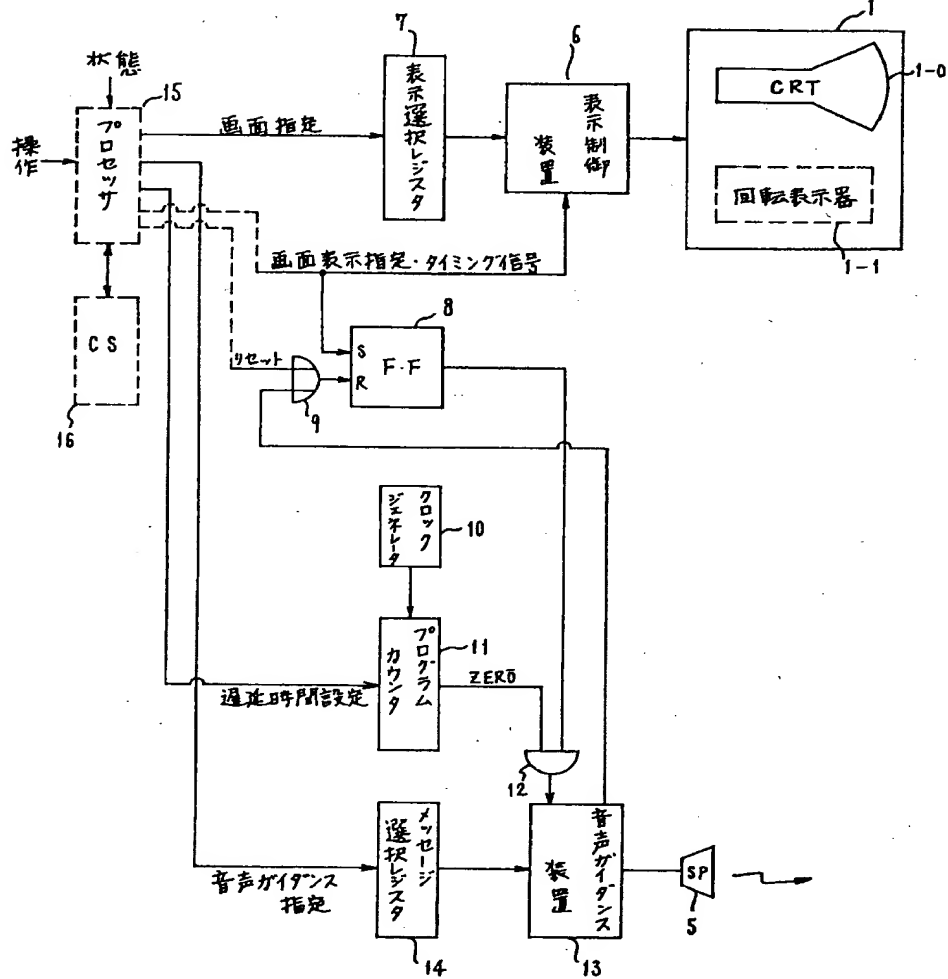 状態
操作
15
プロセッサ
CS
16
画面指定
7
表示選択レジスタ
6
表示制御
装置
1
CRT
1-0
回転表示器
1-1
画面表示指定・タイミング信号
8
S
F・F
R
リセット
9
クロック
ジェネレータ
10
プログラム
カウンタ
11
ZERO
遅延時間設定
12
音声ガイダンス
指定
メッセージ
選択レジスタ
14
音声ガイダンス
装置
13
SP
5